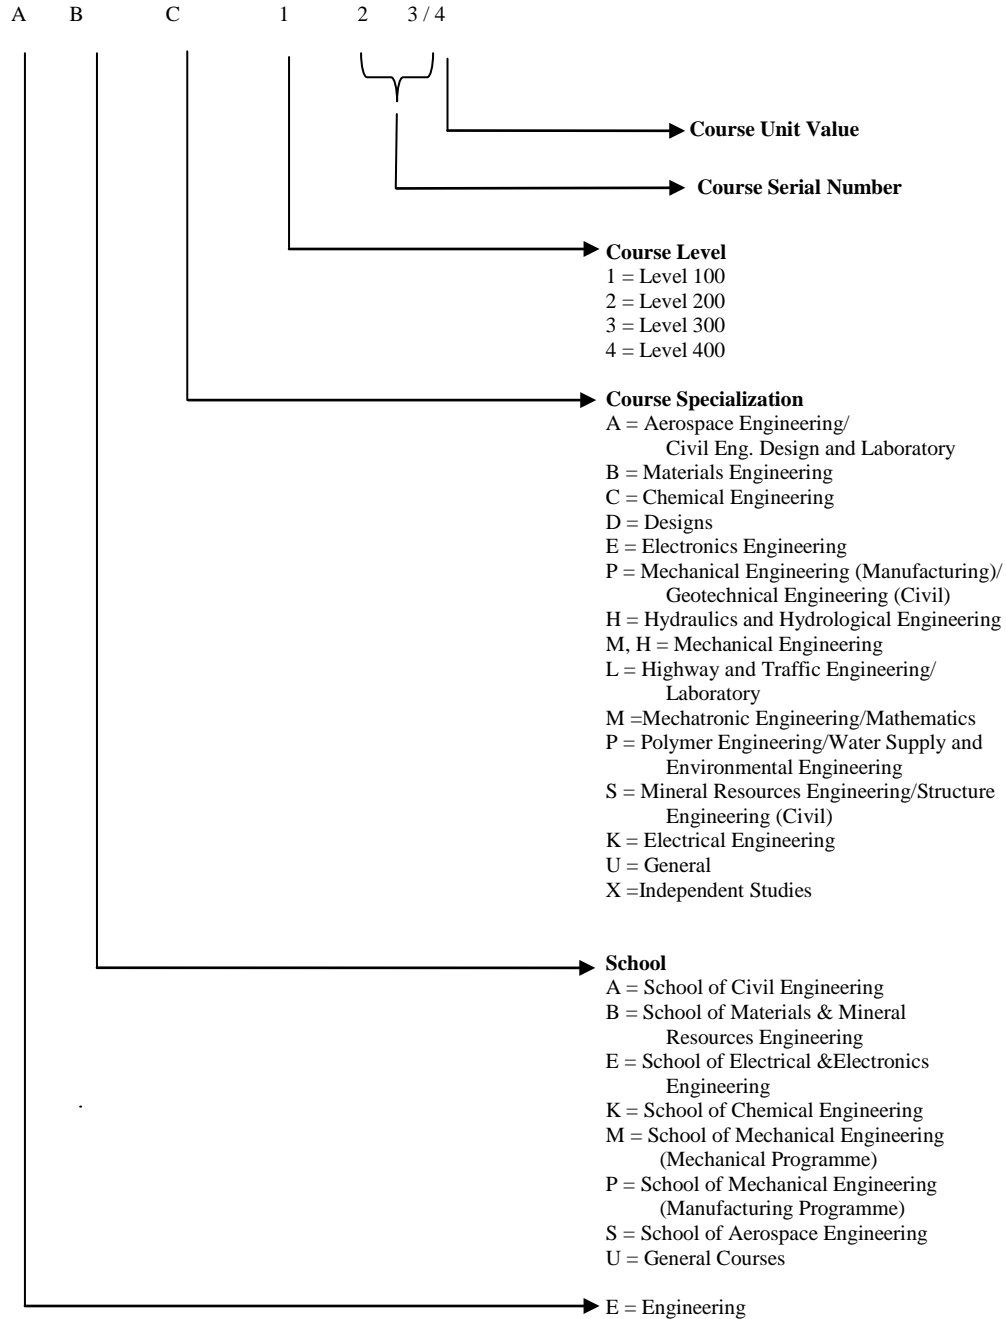 A B C 1 2 3 / 4
Course Unit Value
Course Serial Number
Course Level
1 = Level 100
2 = Level 200
3 = Level 300
4 = Level 400
Course Specialization
A = Aerospace Engineering/
Civil Eng. Design and Laboratory
B = Materials Engineering
C = Chemical Engineering
D = Designs
E = Electronics Engineering
P = Mechanical Engineering (Manufacturing)/
Geotechnical Engineering (Civil)
H = Hydraulics and Hydrological Engineering
M, H = Mechanical Engineering
L = Highway and Traffic Engineering/
Laboratory
M =Mechatronic Engineering/Mathematics
P = Polymer Engineering/Water Supply and
Environmental Engineering
S = Mineral Resources Engineering/Structure
Engineering (Civil)
K = Electrical Engineering
U = General
X =Independent Studies
School
A = School of Civil Engineering
B = School of Materials & Mineral
Resources Engineering
E = School of Electrical &Electronics
Engineering
K = School of Chemical Engineering
M = School of Mechanical Engineering
(Mechanical Programme)
P = School of Mechanical Engineering
(Manufacturing Programme)
S = School of Aerospace Engineering
U = General Courses
E = Engineering